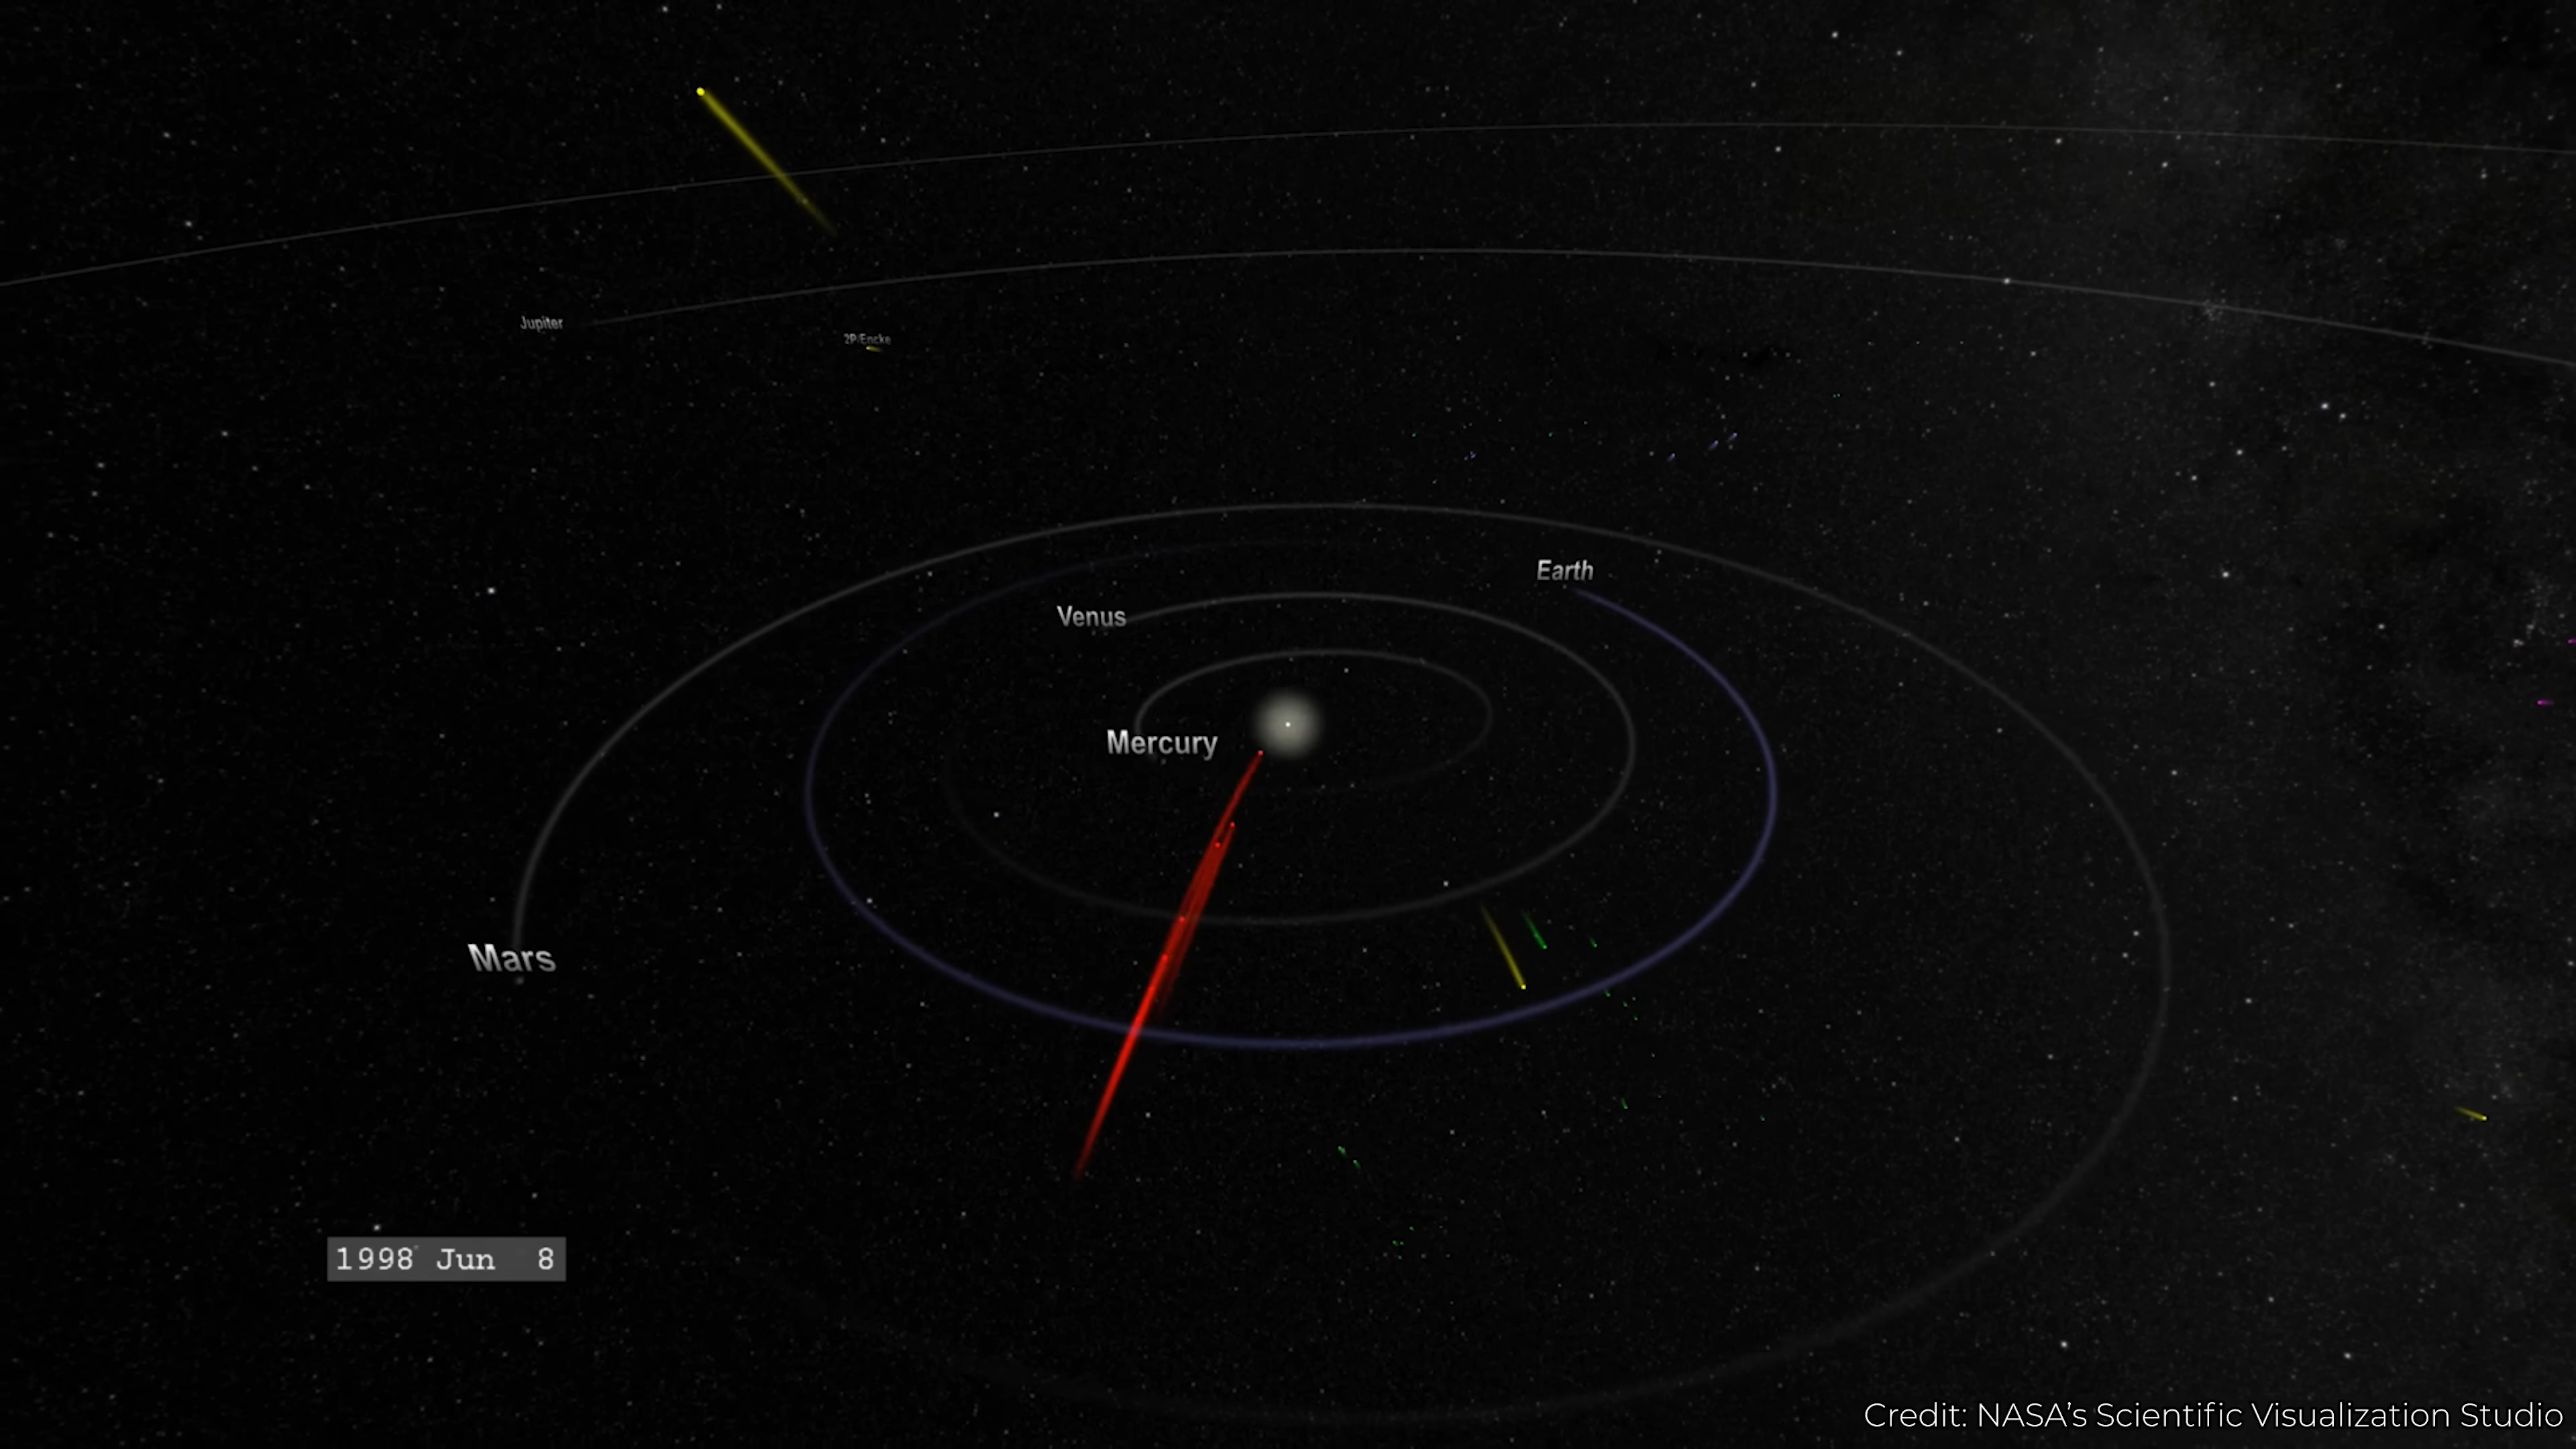 Jupiter
2P/Encke
Earth
Venus
Mercury
Mars
1998 Jun 8
Credit: NASA’s Scientific Visualization Studio